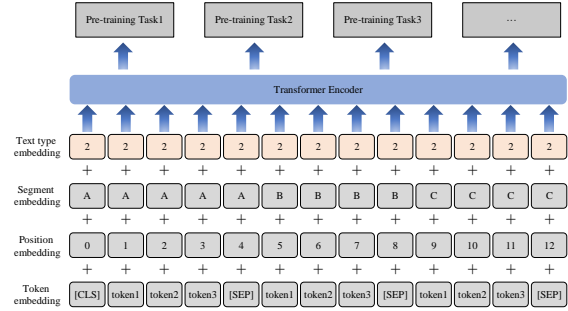 Pre-training Task1 Pre-training Task2 Pre-training Task3 ...
Transformer Encoder
Text type embedding 2 2 2 2 2 2 2 2 2 2 2 2 2
+ + + + + + + + + + + + +
Segment embedding A A A A A B B B B C C C C
+ + + + + + + + + + + + +
Position embedding 0 1 2 3 4 5 6 7 8 9 10 11 12
+ + + + + + + + + + + + +
Token embedding [CLS] token1 token2 token3 [SEP] token1 token2 token3 [SEP] token1 token2 token3 [SEP]